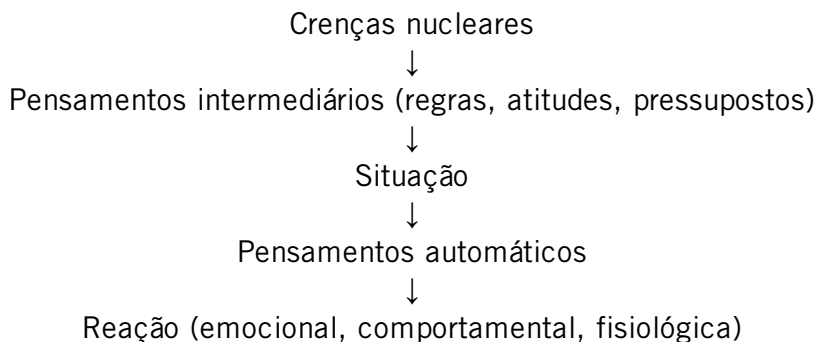 Crenças nucleares
↓
Pensamentos intermediários (regras, atitudes, pressupostos)
↓
Situação
↓
Pensamentos automáticos
↓
Reação (emocional, comportamental, fisiológica)